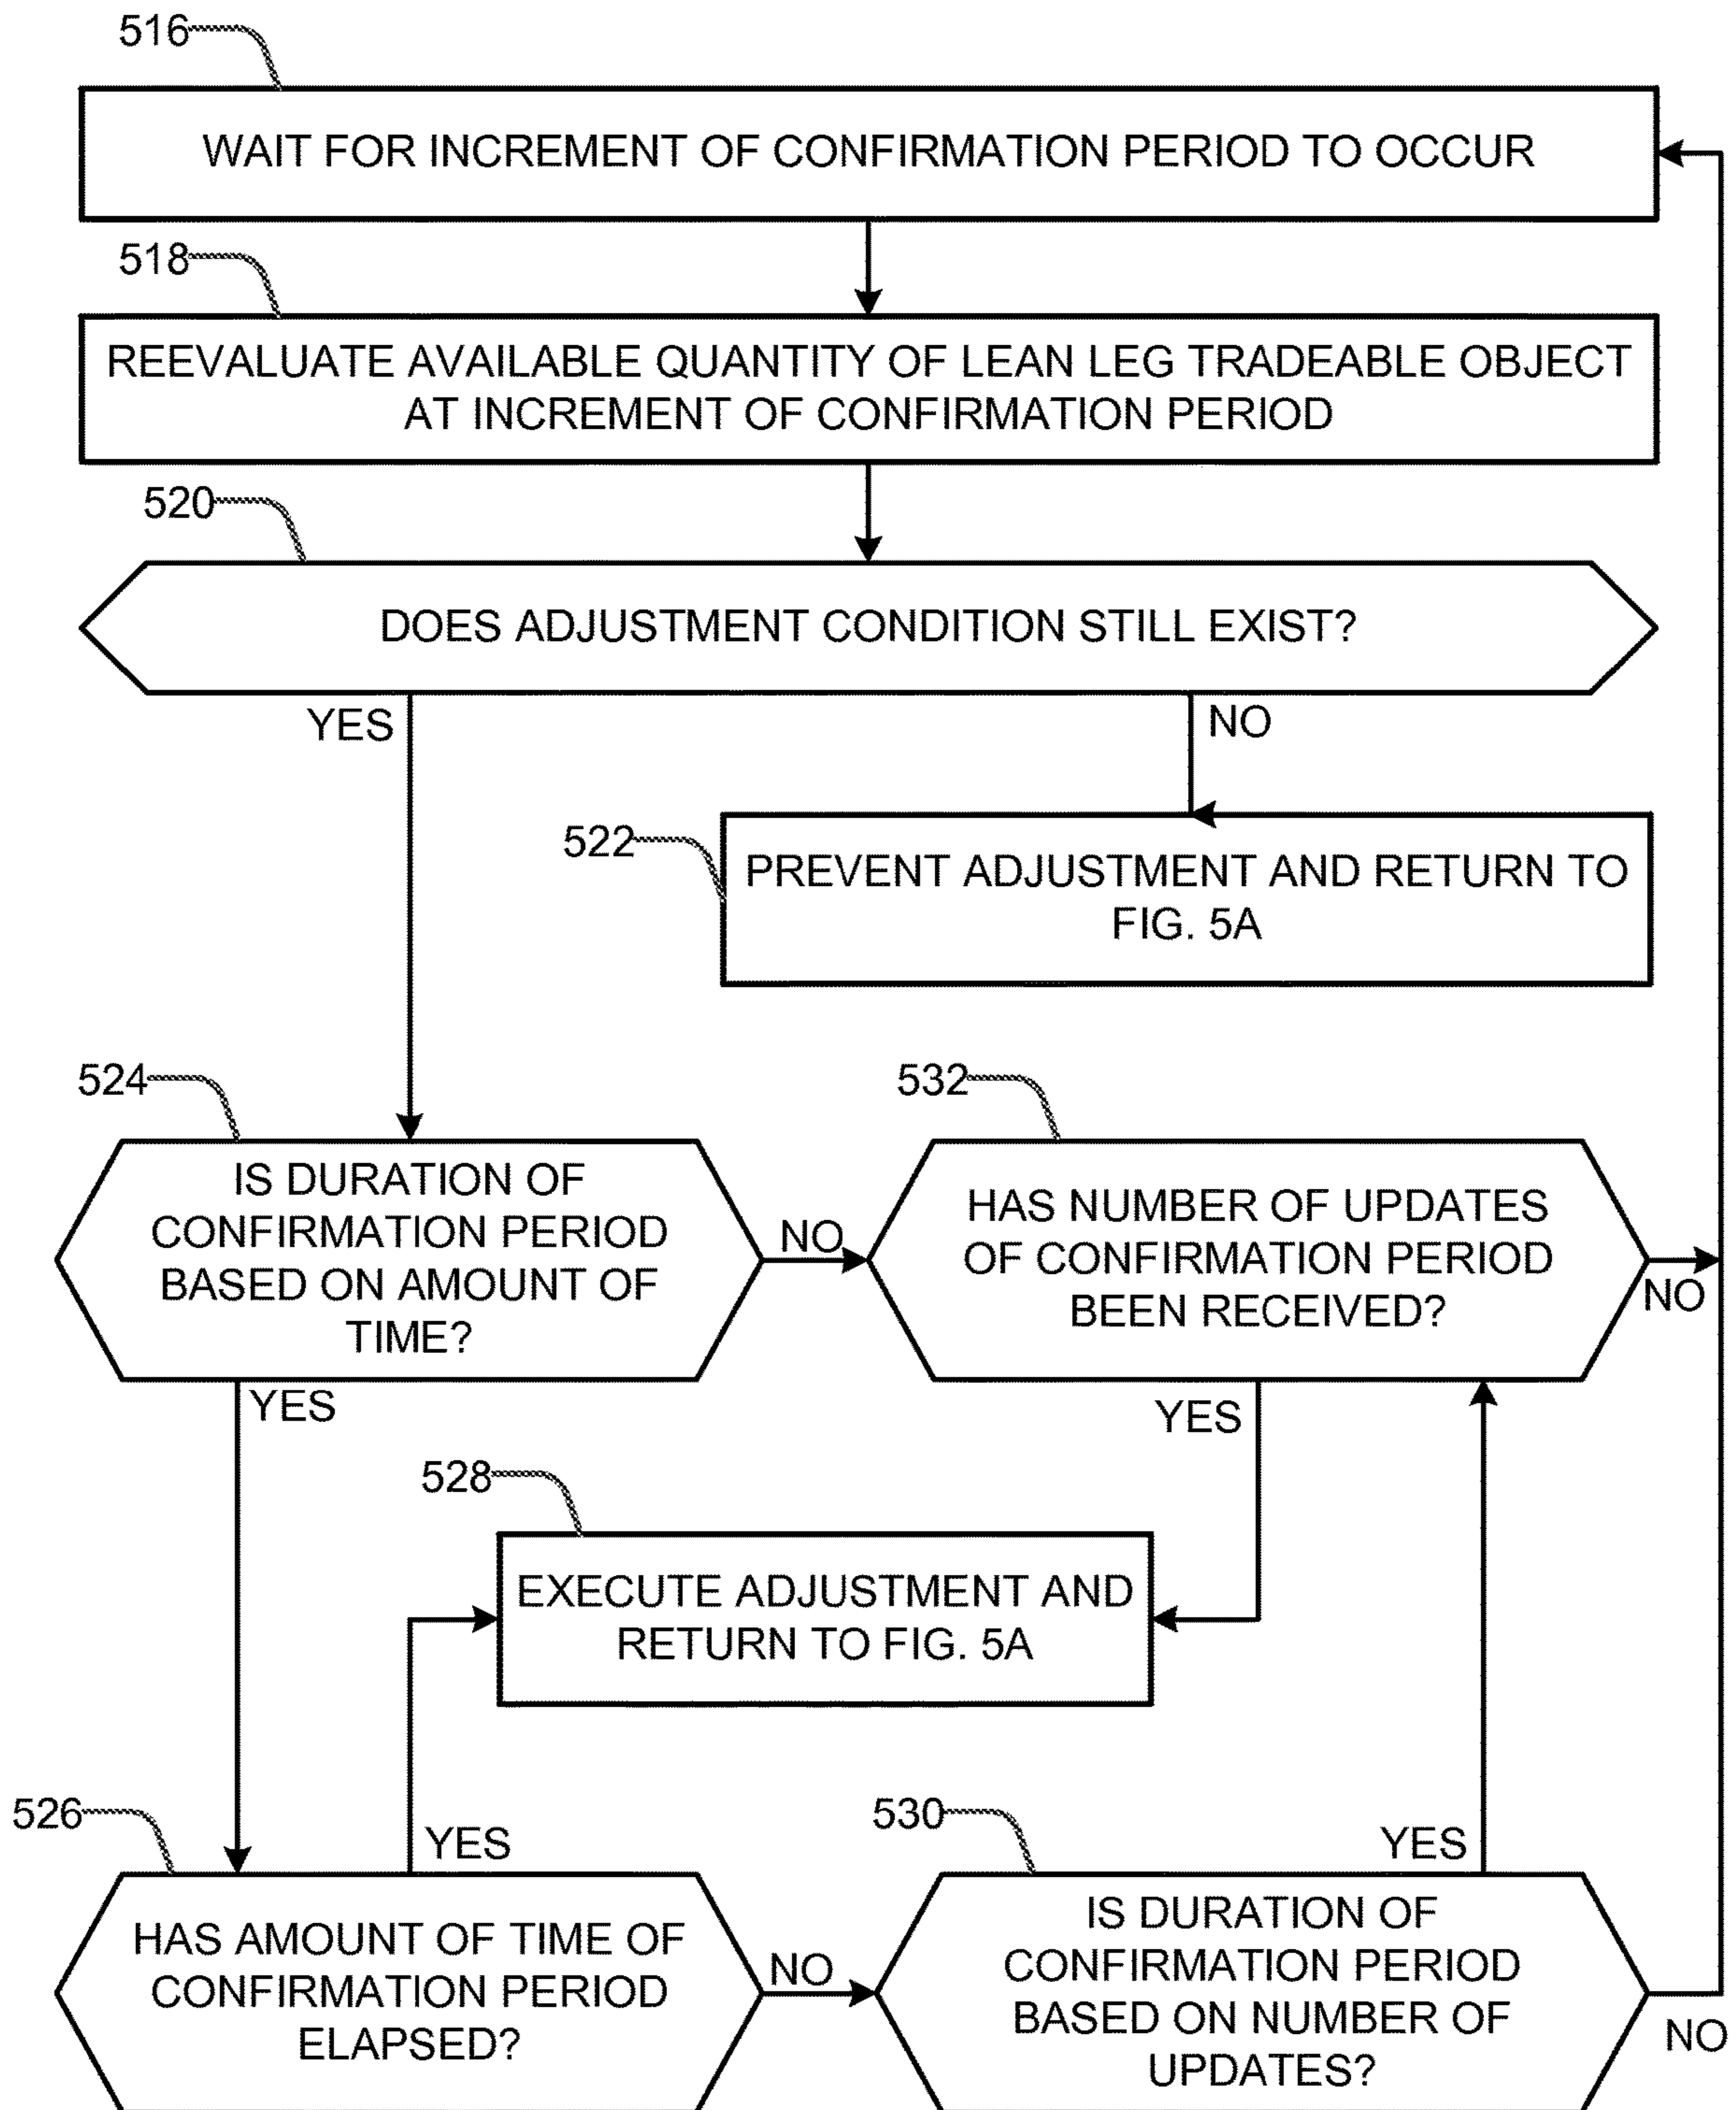 516
WAIT FOR INCREMENT OF CONFIRMATION PERIOD TO OCCUR
518
REEVALUATE AVAILABLE QUANTITY OF LEAN LEG TRADEABLE OBJECT
AT INCREMENT OF CONFIRMATION PERIOD
520
DOES ADJUSTMENT CONDITION STILL EXIST?
YES
NO
522
PREVENT ADJUSTMENT AND RETURN TO
FIG. 5A
524
IS DURATION OF
CONFIRMATION PERIOD
BASED ON AMOUNT OF
TIME?
NO
532
HAS NUMBER OF UPDATES
OF CONFIRMATION PERIOD
BEEN RECEIVED?
NO
YES
YES
528
EXECUTE ADJUSTMENT AND
RETURN TO FIG. 5A
526
YES
HAS AMOUNT OF TIME OF
CONFIRMATION PERIOD
ELAPSED?
NO
530
YES
IS DURATION OF
CONFIRMATION PERIOD
BASED ON NUMBER OF
UPDATES?
NO